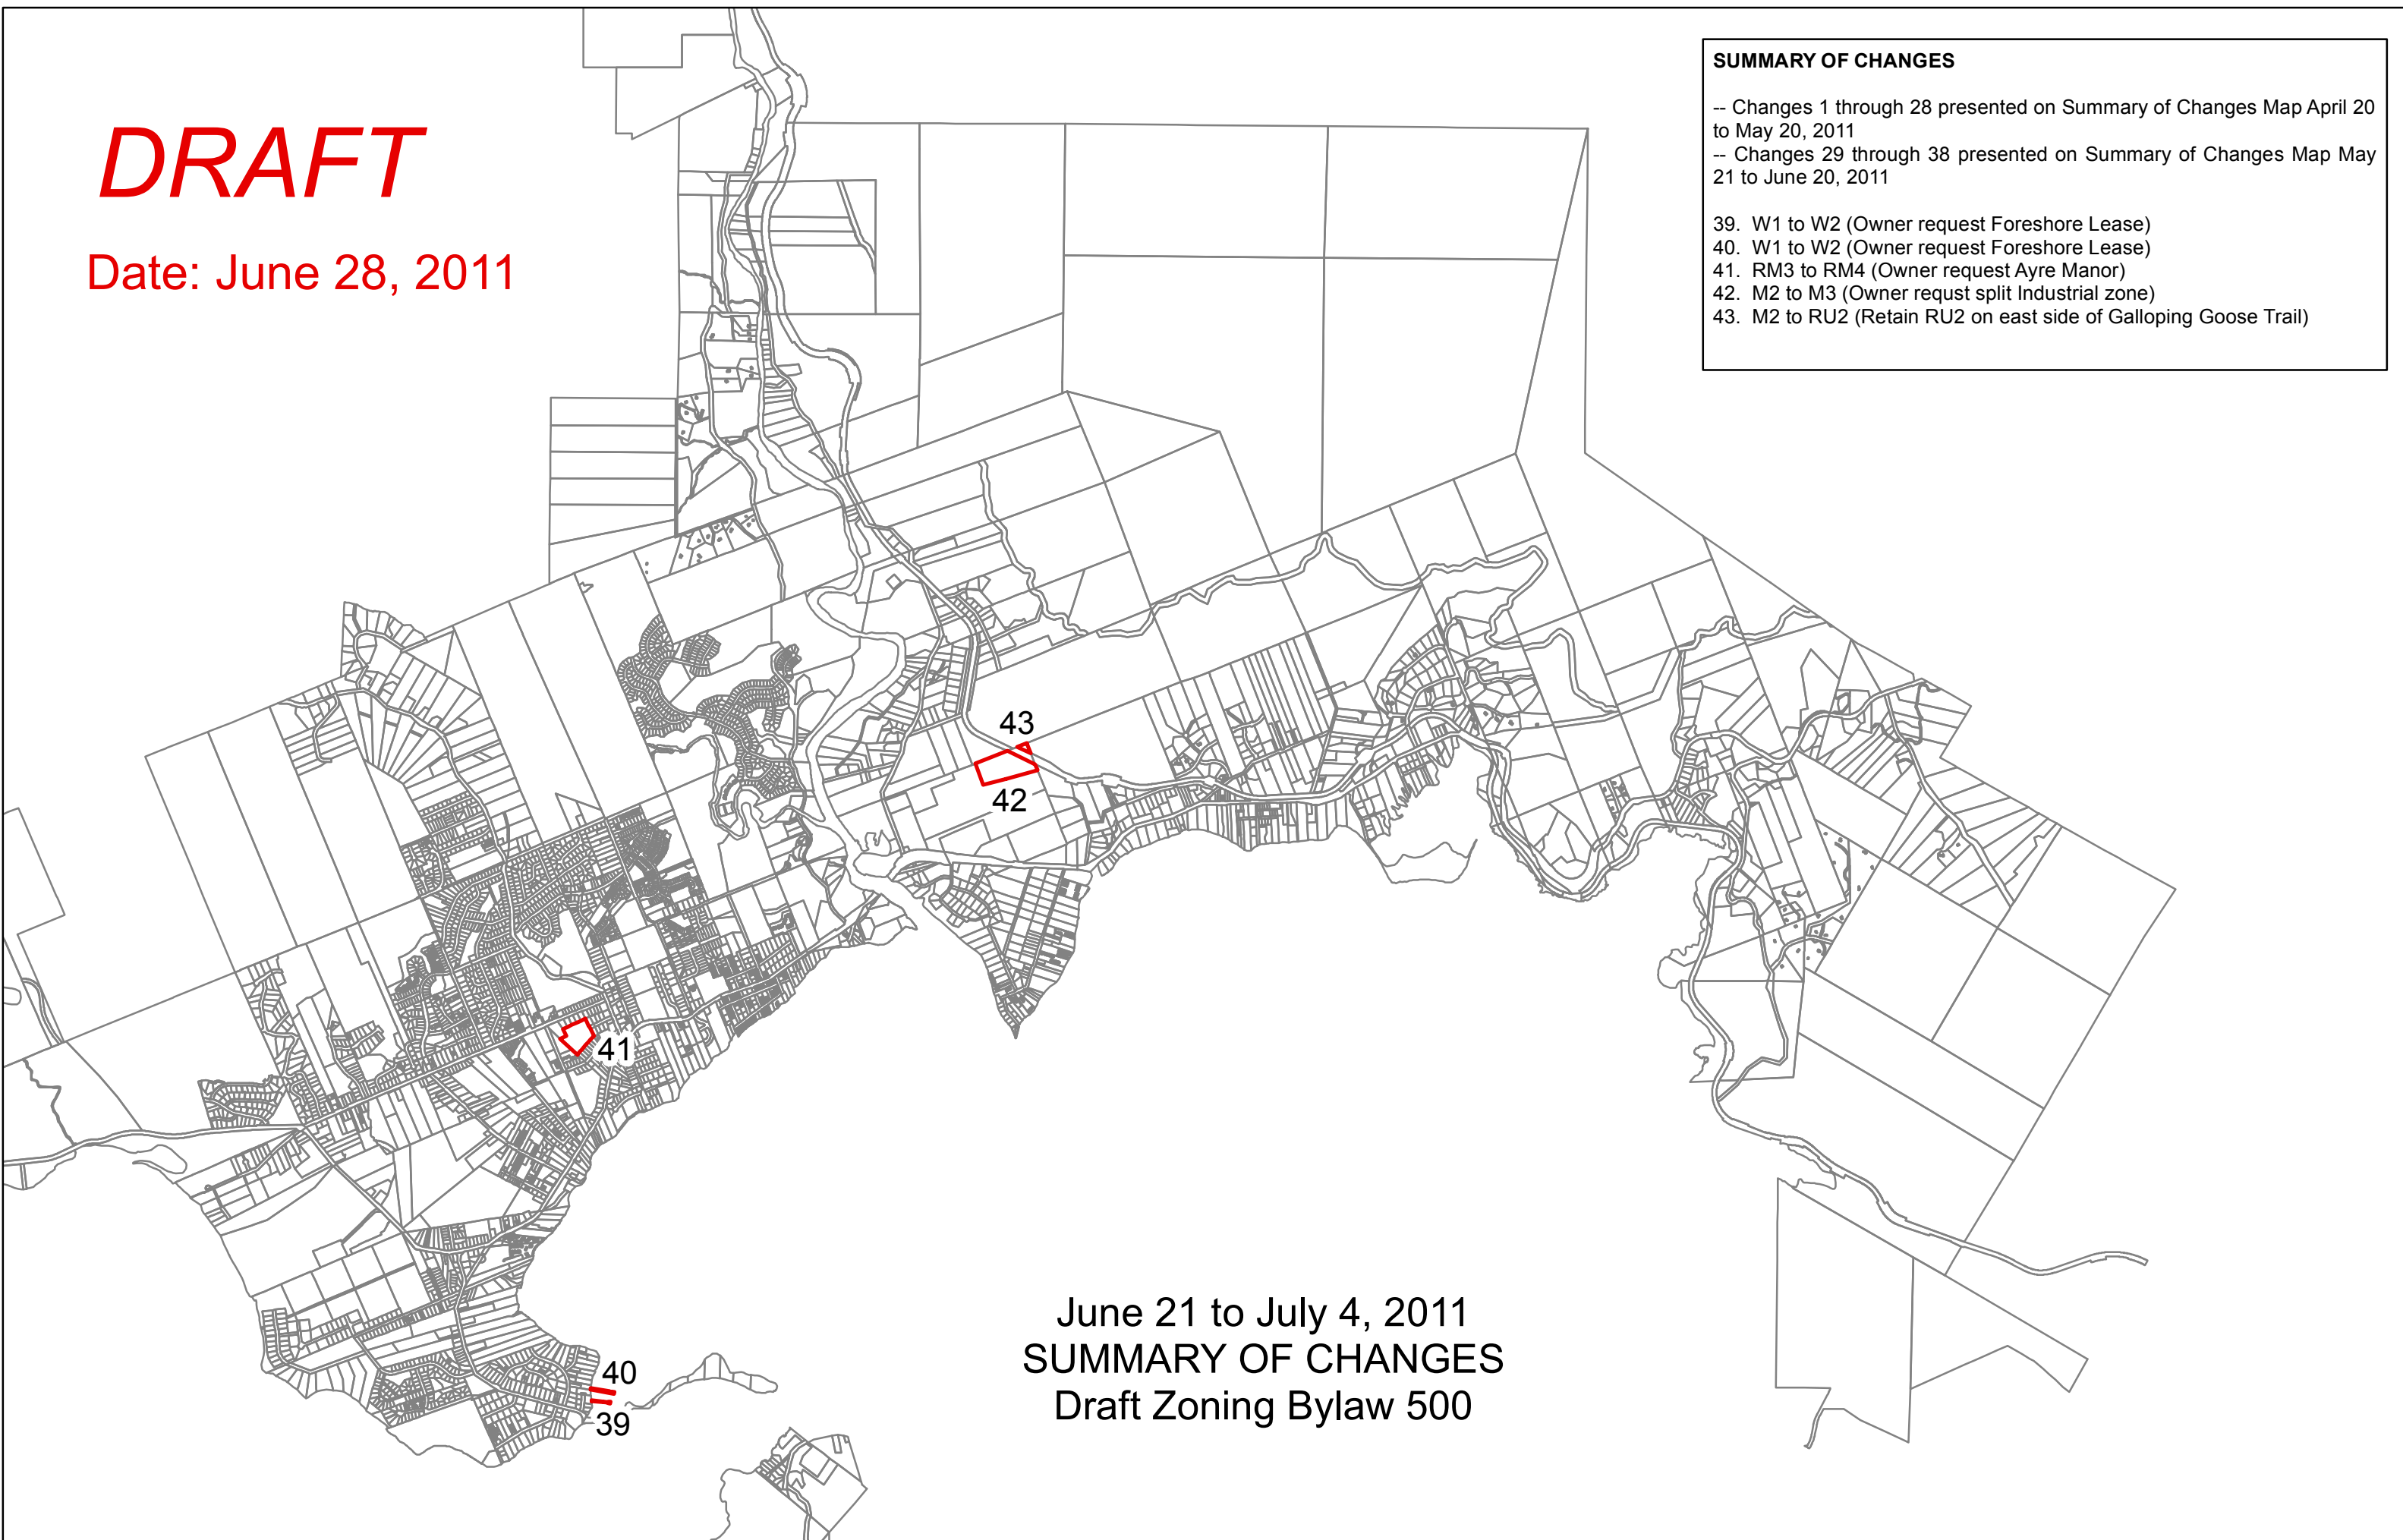 DRAFT
Date: June 28, 2011
SUMMARY OF CHANGES
-- Changes 1 through 28 presented on Summary of Changes Map April 20
to May 20, 2011
-- Changes 29 through 38 presented on Summary of Changes Map May
21 to June 20, 2011
39. W1 to W2 (Owner request Foreshore Lease)
40. W1 to W2 (Owner request Foreshore Lease)
41. RM3 to RM4 (Owner request Ayre Manor)
42. M2 to M3 (Owner requst split Industrial zone)
43. M2 to RU2 (Retain RU2 on east side of Galloping Goose Trail)
43
42
41
40
39
June 21 to July 4, 2011
SUMMARY OF CHANGES
Draft Zoning Bylaw 500